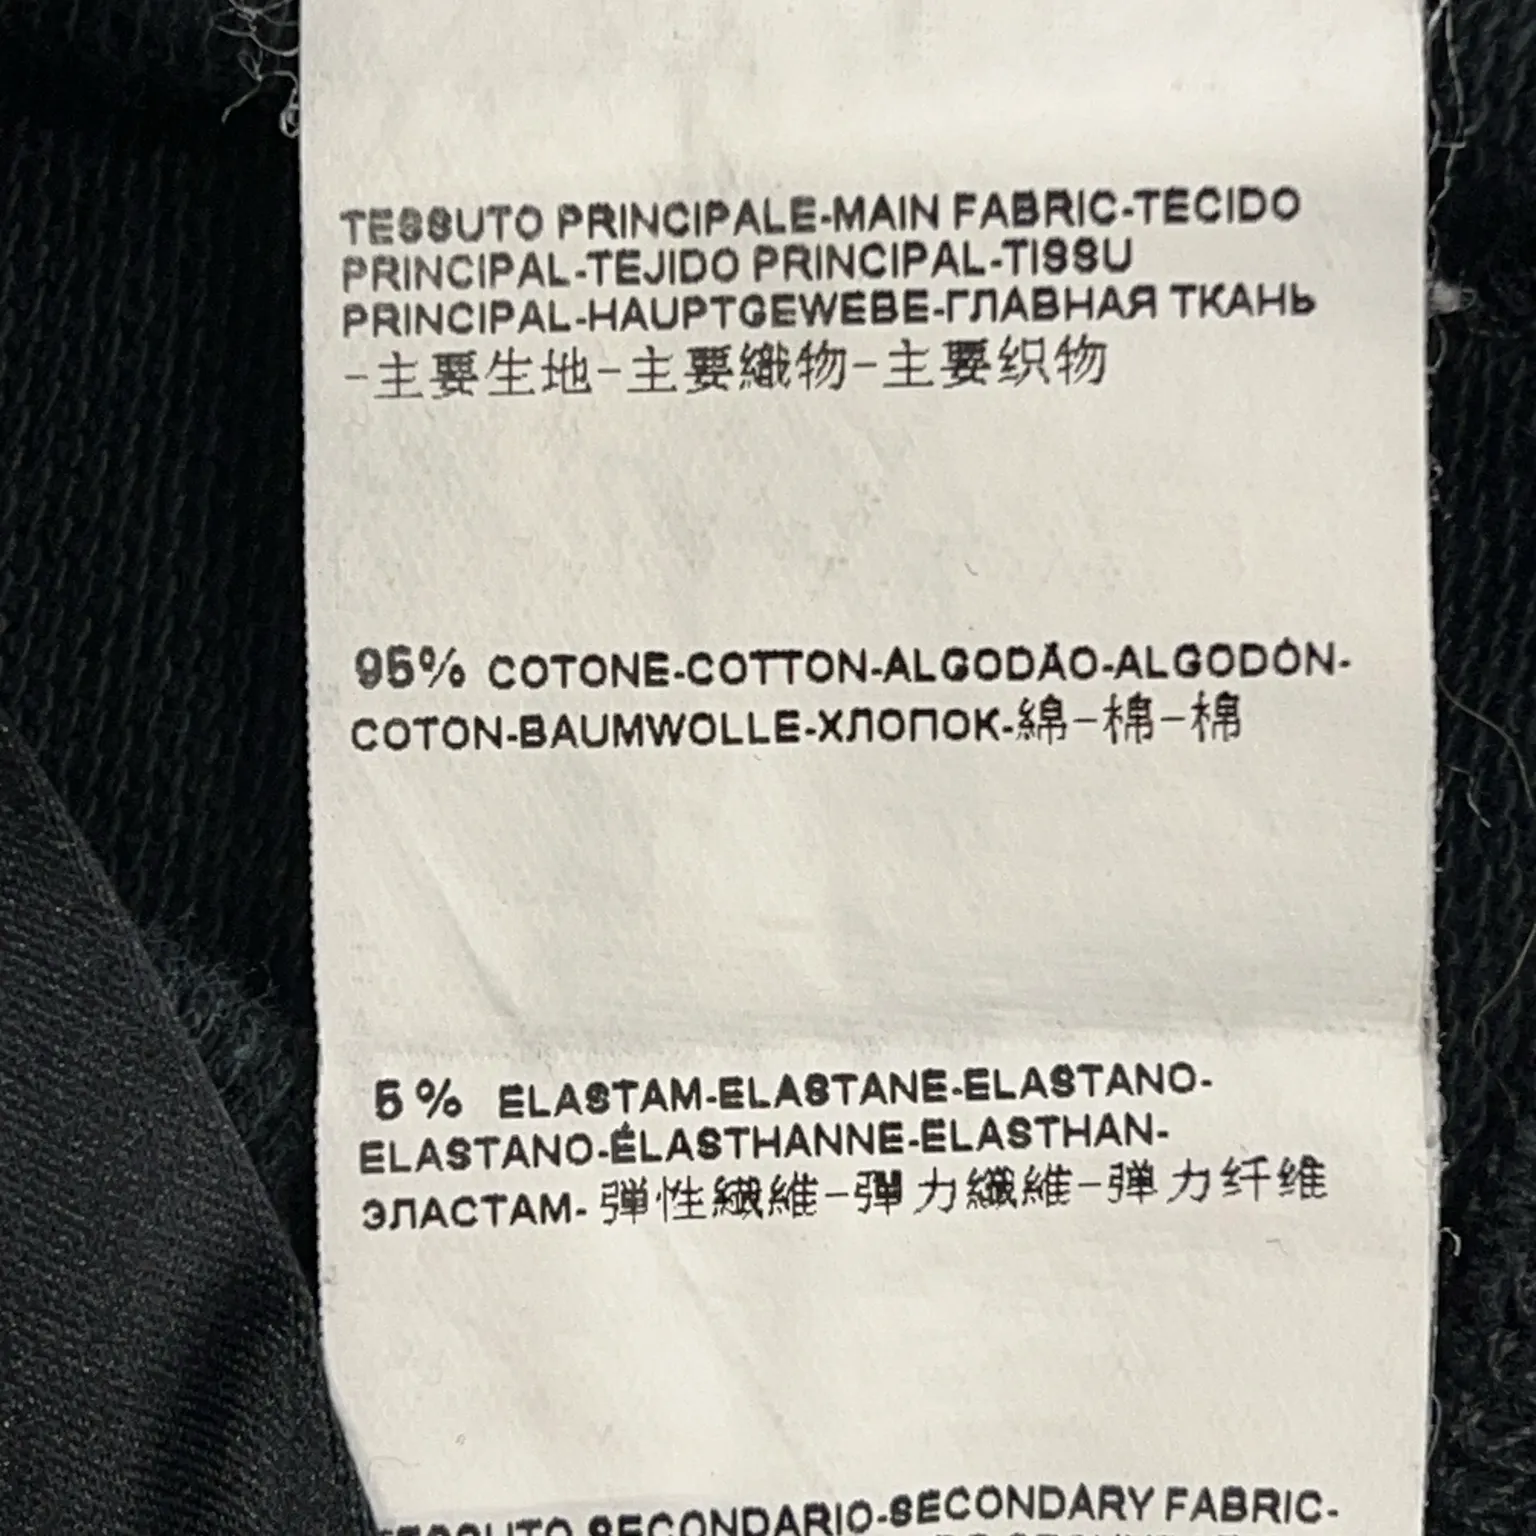 TESSUTO PRINCIPALE-MAIN FABRIC-TECIDO
PRINCIPAL-TEJIDO PRINCIPAL-TISSU
PRINCIPAL-HAUPTGEWEBE-ГЛАВНАЯ ТКАНЬ
-主要生地-主要織物-主要织物
95% COTONE-COTTON-ALGODÃO-ALGODÓN-
COTON-BAUMWOLLE-ХЛОПОК-綿-棉-棉
5% ELASTAM-ELASTANE-ELASTANO-
ELASTANO-ÉLASTHANNE-ELASTHAN-
ЭЛАСТАМ-弾性繊維-彈力纖維-弹力纤维
TESSUTO SECONDARIO-SECONDARY FABRIC-